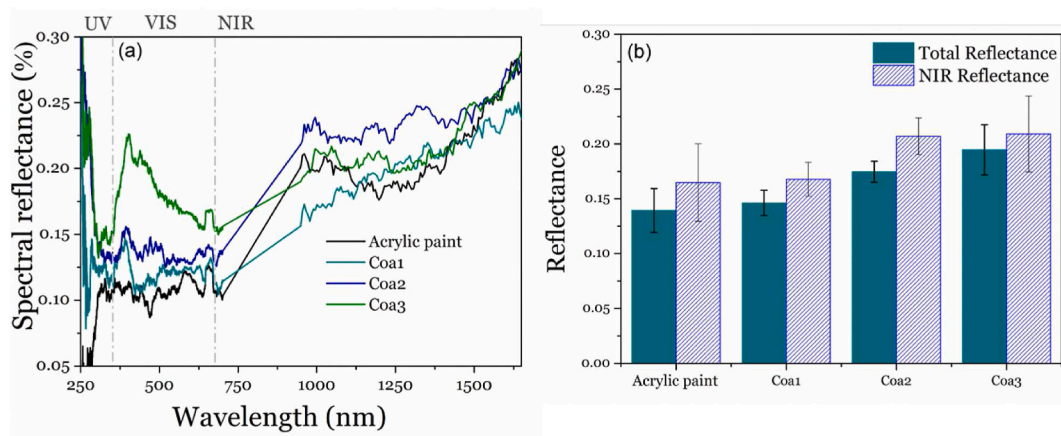 UV VIS NIR
(a)
Spectral reflectance (%)
0.30
0.25
0.20
0.15
0.10
0.05
Acrylic paint
Coa1
Coa2
Coa3
250 500 750 1000 1250 1500
Wavelength (nm)
(b)
Total Reflectance
NIR Reflectance
Reflectance
0.30
0.25
0.20
0.15
0.10
0.05
0.00
Acrylic paint Coa1 Coa2 Coa3